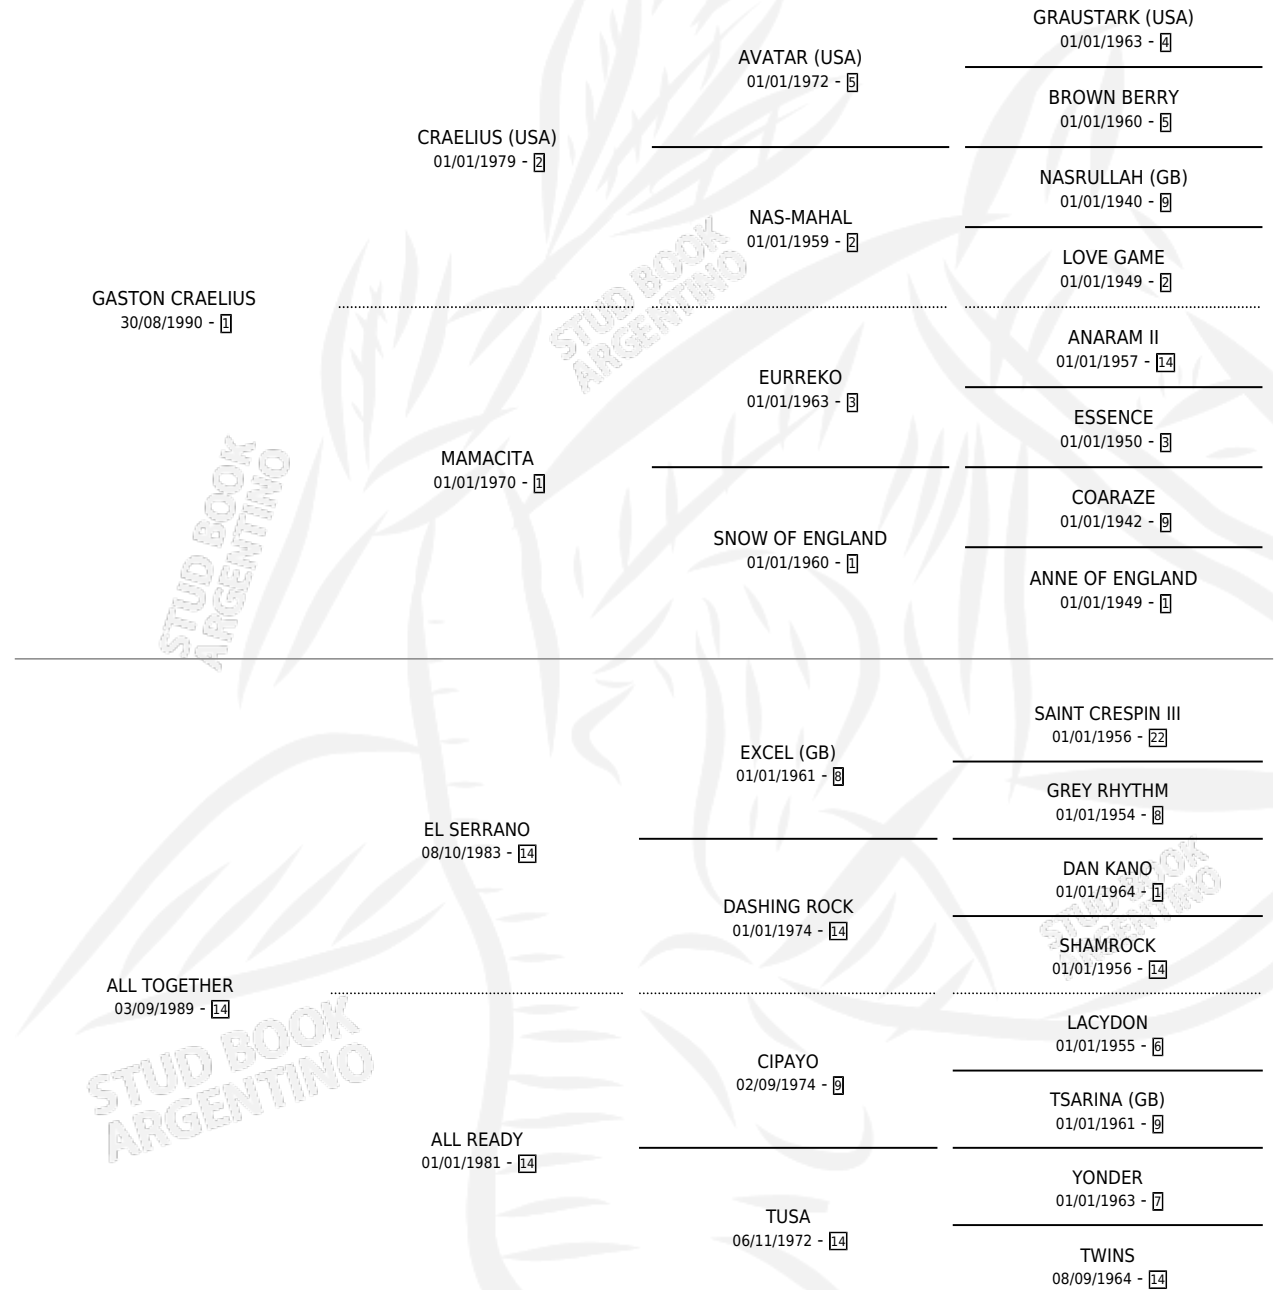 GRAUSTARK (USA)
01/01/1963 - 4
AVATAR (USA)
01/01/1972 - 5
BROWN BERRY
01/01/1960 - 5
CRAELIUS (USA)
01/01/1979 - 2
NASRULLAH (GB)
01/01/1940 - 9
NAS-MAHAL
01/01/1959 - 2
LOVE GAME
01/01/1949 - 2
GASTON CRAELIUS
30/08/1990 - 1
ANARAM II
01/01/1957 - 14
EURREKO
01/01/1963 - 3
ESSENCE
01/01/1950 - 3
MAMACITA
01/01/1970 - 1
COARAZE
01/01/1942 - 9
SNOW OF ENGLAND
01/01/1960 - 1
ANNE OF ENGLAND
01/01/1949 - 1
STUD BOOK
ARGENTINO
STUD BOOK
ARGENTINO
SAINT CRESPIN III
01/01/1956 - 22
EXCEL (GB)
01/01/1961 - 8
GREY RHYTHM
01/01/1954 - 8
EL SERRANO
08/10/1983 - 14
DAN KANO
01/01/1964 - 1
DASHING ROCK
01/01/1974 - 14
SHAMROCK
01/01/1956 - 14
STUD BOOK
ARGENTINO
ALL TOGETHER
03/09/1989 - 14
LACYDON
01/01/1955 - 6
CIPAYO
02/09/1974 - 9
TSARINA (GB)
01/01/1961 - 9
STUD BOOK
ARGENTINO
ALL READY
01/01/1981 - 14
YONDER
01/01/1963 - 7
TUSA
06/11/1972 - 14
TWINS
08/09/1964 - 14